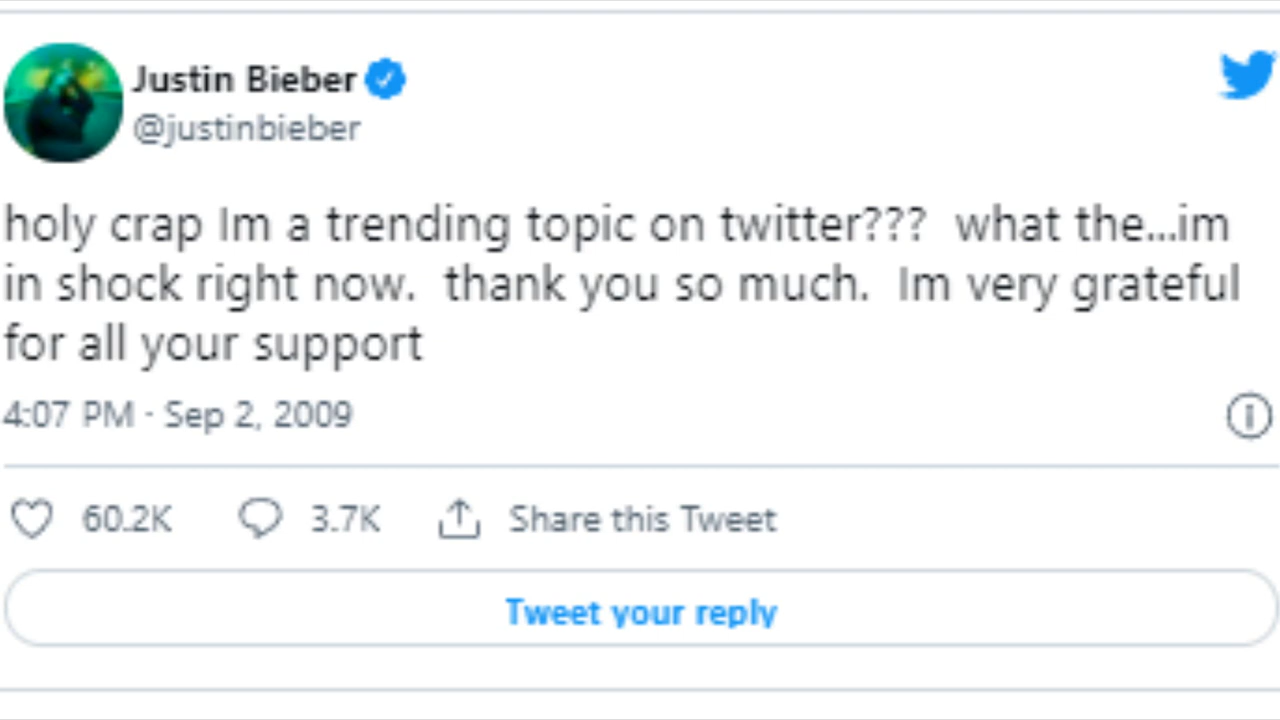 Justin Bieber
@justinbieber
holy crap Im a trending topic on twitter???  what the...im
in shock right now.  thank you so much.  Im very grateful
for all your support
4:07 PM · Sep 2, 2009
60.2K 3.7K Share this Tweet
Tweet your reply